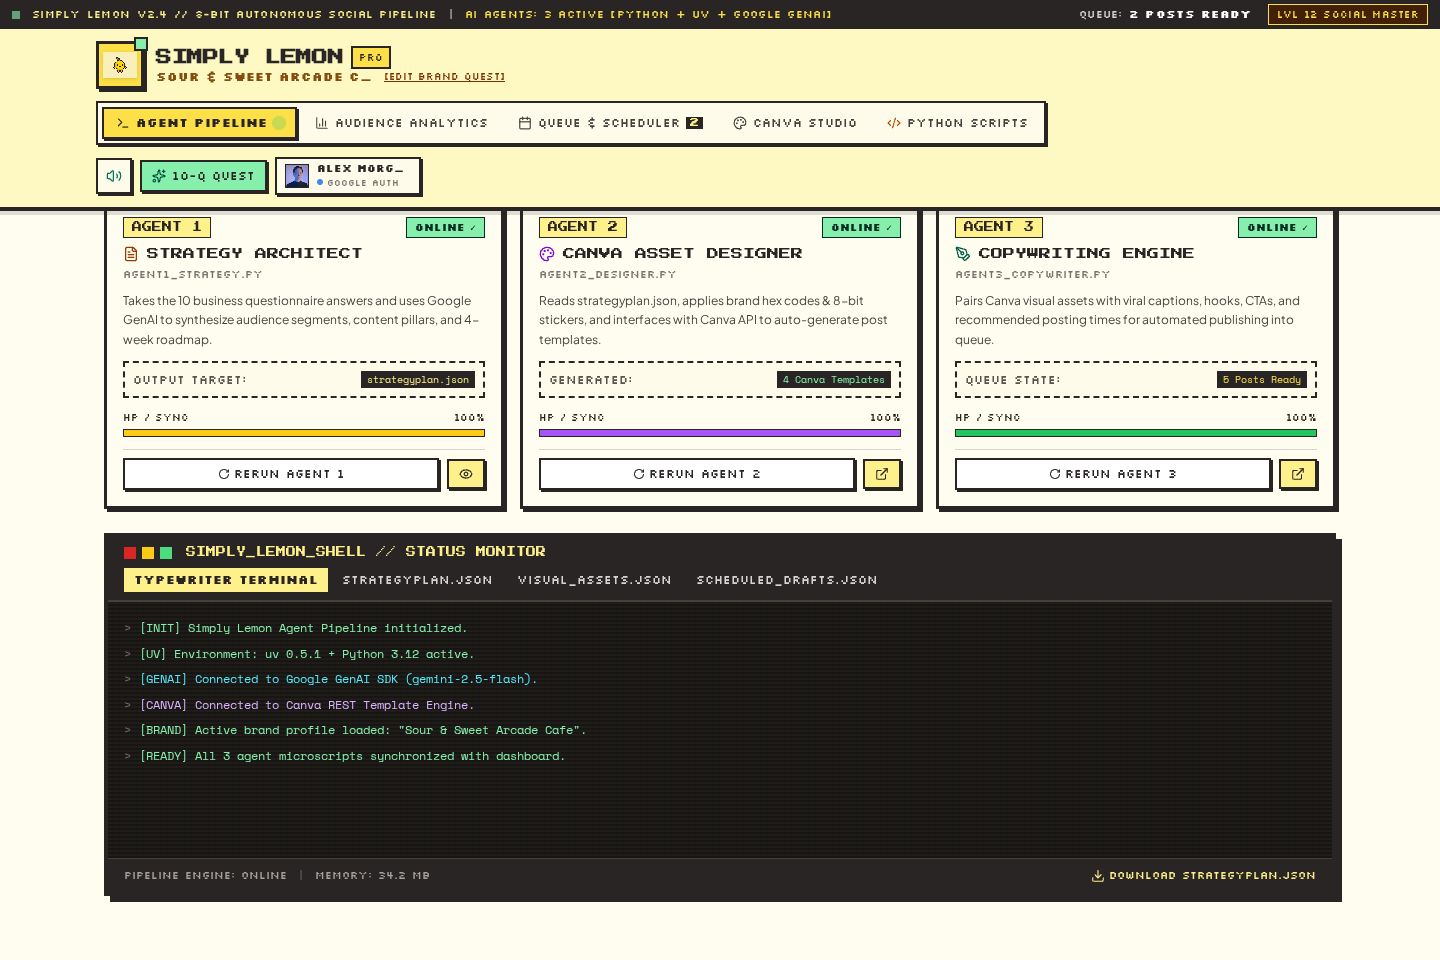 SIMPLY LEMON V2.4 // 8-BIT AUTONOMOUS SOCIAL PIPELINE | AI AGENTS: 3 ACTIVE [PYTHON + UV + GOOGLE GENAI]
QUEUE: 2 POSTS READY
LVL 12 SOCIAL MASTER
SIMPLY LEMON PRO
SOUR & SWEET ARCADE C… [EDIT BRAND QUEST]
AGENT PIPELINE
AUDIENCE ANALYTICS
QUEUE & SCHEDULER 2
CANVA STUDIO
PYTHON SCRIPTS
10-Q QUEST
ALEX MORG…
GOOGLE AUTH
AGENT 1
ONLINE ✓
STRATEGY ARCHITECT
AGENT1_STRATEGY.PY
Takes the 10 business questionnaire answers and uses Google
GenAI to synthesize audience segments, content pillars, and 4-
week roadmap.
OUTPUT TARGET: strategyplan.json
HP / SYNC 100%
RERUN AGENT 1
AGENT 2
ONLINE ✓
CANVA ASSET DESIGNER
AGENT2_DESIGNER.PY
Reads strategyplan.json, applies brand hex codes & 8-bit
stickers, and interfaces with Canva API to auto-generate post
templates.
GENERATED: 4 Canva Templates
HP / SYNC 100%
RERUN AGENT 2
AGENT 3
ONLINE ✓
COPYWRITING ENGINE
AGENT3_COPYWRITER.PY
Pairs Canva visual assets with viral captions, hooks, CTAs, and
recommended posting times for automated publishing into
queue.
QUEUE STATE: 5 Posts Ready
HP / SYNC 100%
RERUN AGENT 3
SIMPLY_LEMON_SHELL // STATUS MONITOR
TYPEWRITER TERMINAL
STRATEGYPLAN.JSON
VISUAL_ASSETS.JSON
SCHEDULED_DRAFTS.JSON
> [INIT] Simply Lemon Agent Pipeline initialized.
> [UV] Environment: uv 0.5.1 + Python 3.12 active.
> [GENAI] Connected to Google GenAI SDK (gemini-2.5-flash).
> [CANVA] Connected to Canva REST Template Engine.
> [BRAND] Active brand profile loaded: "Sour & Sweet Arcade Cafe".
> [READY] All 3 agent microscripts synchronized with dashboard.
PIPELINE ENGINE: ONLINE | MEMORY: 34.2 MB
DOWNLOAD STRATEGYPLAN.JSON